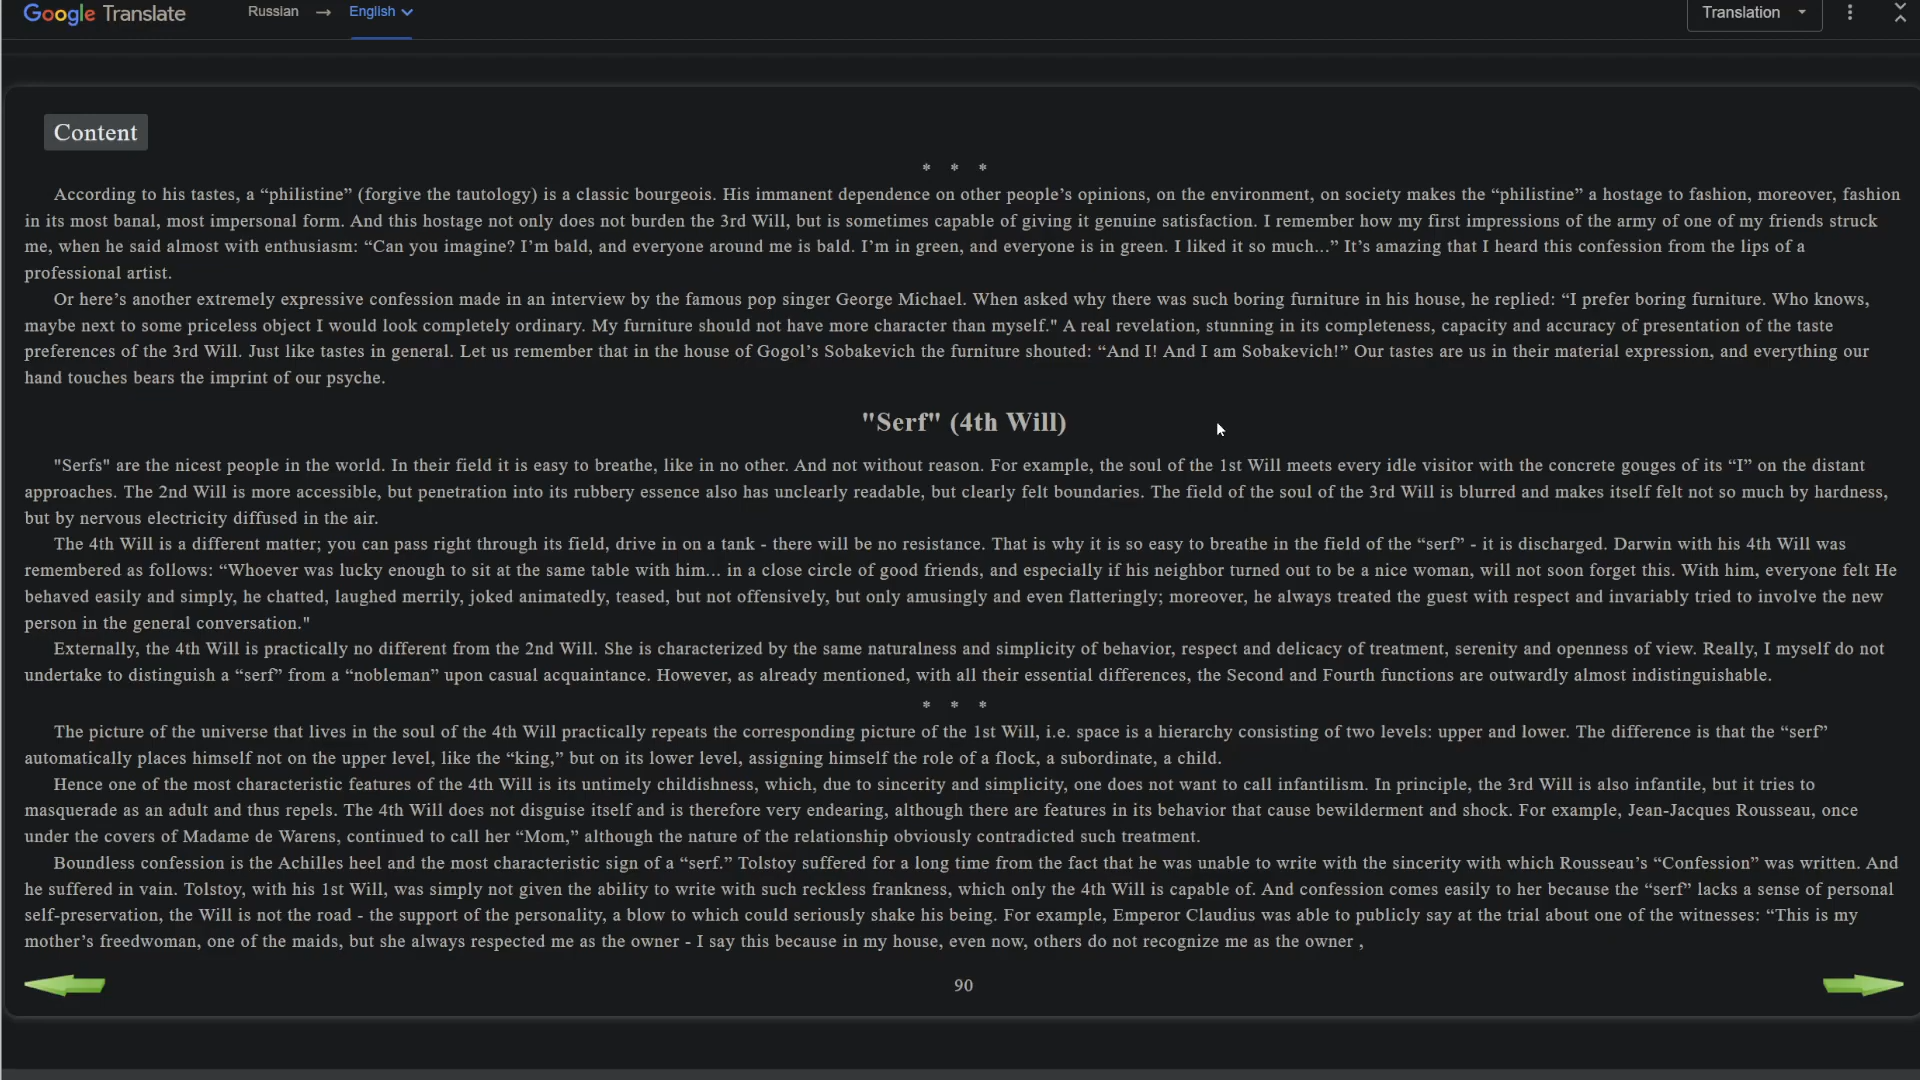 Google Translate Russian → English Translation
Content
* * *
According to his tastes, a “philistine” (forgive the tautology) is a classic bourgeois. His immanent dependence on other people’s opinions, on the environment, on society makes the “philistine” a hostage to fashion, moreover, fashion
in its most banal, most impersonal form. And this hostage not only does not burden the 3rd Will, but is sometimes capable of giving it genuine satisfaction. I remember how my first impressions of the army of one of my friends struck
me, when he said almost with enthusiasm: “Can you imagine? I’m bald, and everyone around me is bald. I’m in green, and everyone is in green. I liked it so much...” It’s amazing that I heard this confession from the lips of a
professional artist.
Or here’s another extremely expressive confession made in an interview by the famous pop singer George Michael. When asked why there was such boring furniture in his house, he replied: “I prefer boring furniture. Who knows,
maybe next to some priceless object I would look completely ordinary. My furniture should not have more character than myself." A real revelation, stunning in its completeness, capacity and accuracy of presentation of the taste
preferences of the 3rd Will. Just like tastes in general. Let us remember that in the house of Gogol’s Sobakevich the furniture shouted: “And I! And I am Sobakevich!” Our tastes are us in their material expression, and everything our
hand touches bears the imprint of our psyche.
"Serf" (4th Will)
"Serfs" are the nicest people in the world. In their field it is easy to breathe, like in no other. And not without reason. For example, the soul of the 1st Will meets every idle visitor with the concrete gouges of its “I” on the distant
approaches. The 2nd Will is more accessible, but penetration into its rubbery essence also has unclearly readable, but clearly felt boundaries. The field of the soul of the 3rd Will is blurred and makes itself felt not so much by hardness,
but by nervous electricity diffused in the air.
The 4th Will is a different matter; you can pass right through its field, drive in on a tank - there will be no resistance. That is why it is so easy to breathe in the field of the “serf” - it is discharged. Darwin with his 4th Will was
remembered as follows: “Whoever was lucky enough to sit at the same table with him... in a close circle of good friends, and especially if his neighbor turned out to be a nice woman, will not soon forget this. With him, everyone felt He
behaved easily and simply, he chatted, laughed merrily, joked animatedly, teased, but not offensively, but only amusingly and even flatteringly; moreover, he always treated the guest with respect and invariably tried to involve the new
person in the general conversation."
Externally, the 4th Will is practically no different from the 2nd Will. She is characterized by the same naturalness and simplicity of behavior, respect and delicacy of treatment, serenity and openness of view. Really, I myself do not
undertake to distinguish a “serf” from a “nobleman” upon casual acquaintance. However, as already mentioned, with all their essential differences, the Second and Fourth functions are outwardly almost indistinguishable.
* * *
The picture of the universe that lives in the soul of the 4th Will practically repeats the corresponding picture of the 1st Will, i.e. space is a hierarchy consisting of two levels: upper and lower. The difference is that the “serf”
automatically places himself not on the upper level, like the “king,” but on its lower level, assigning himself the role of a flock, a subordinate, a child.
Hence one of the most characteristic features of the 4th Will is its untimely childishness, which, due to sincerity and simplicity, one does not want to call infantilism. In principle, the 3rd Will is also infantile, but it tries to
masquerade as an adult and thus repels. The 4th Will does not disguise itself and is therefore very endearing, although there are features in its behavior that cause bewilderment and shock. For example, Jean-Jacques Rousseau, once
under the covers of Madame de Warens, continued to call her “Mom,” although the nature of the relationship obviously contradicted such treatment.
Boundless confession is the Achilles heel and the most characteristic sign of a “serf.” Tolstoy suffered for a long time from the fact that he was unable to write with the sincerity with which Rousseau’s “Confession” was written. And
he suffered in vain. Tolstoy, with his 1st Will, was simply not given the ability to write with such reckless frankness, which only the 4th Will is capable of. And confession comes easily to her because the “serf” lacks a sense of personal
self-preservation, the Will is not the road - the support of the personality, a blow to which could seriously shake his being. For example, Emperor Claudius was able to publicly say at the trial about one of the witnesses: “This is my
mother’s freedwoman, one of the maids, but she always respected me as the owner - I say this because in my house, even now, others do not recognize me as the owner ,
90